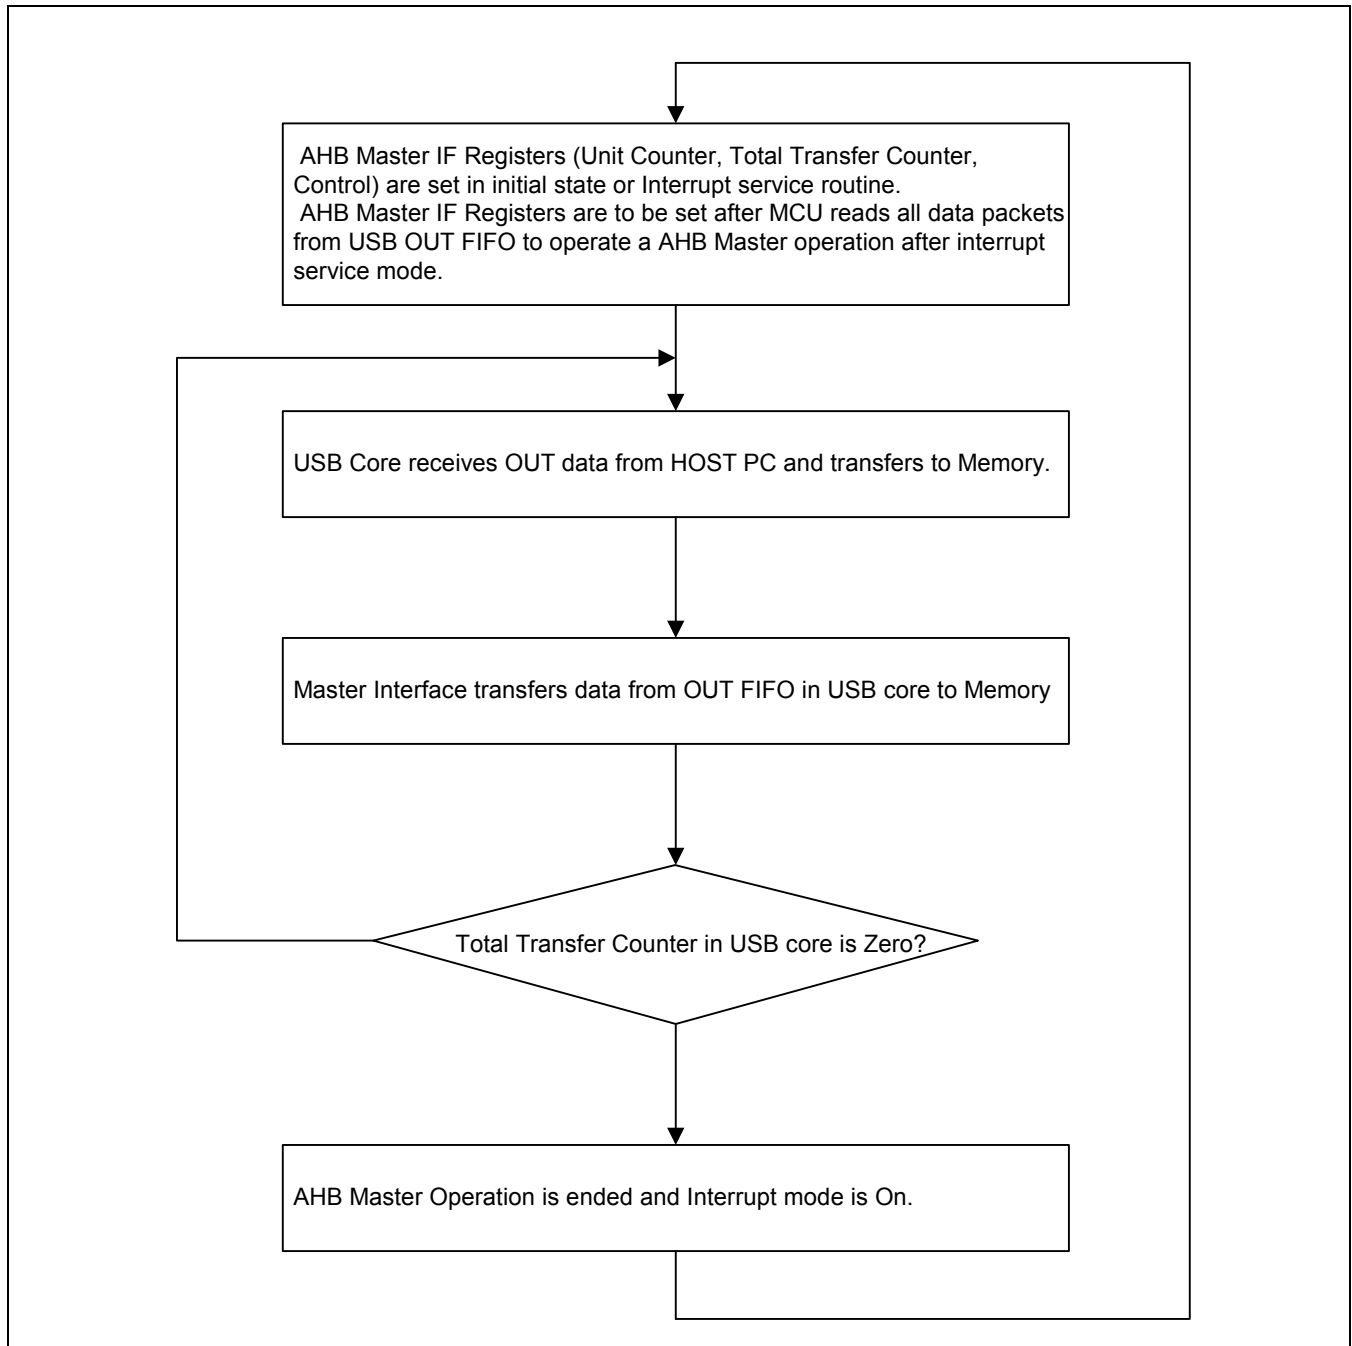 AHB Master IF Registers (Unit Counter, Total Transfer Counter,
Control) are set in initial state or Interrupt service routine.
AHB Master IF Registers are to be set after MCU reads all data packets
from USB OUT FIFO to operate a AHB Master operation after interrupt
service mode.
USB Core receives OUT data from HOST PC and transfers to Memory.
Master Interface transfers data from OUT FIFO in USB core to Memory
Total Transfer Counter in USB core is Zero?
AHB Master Operation is ended and Interrupt mode is On.